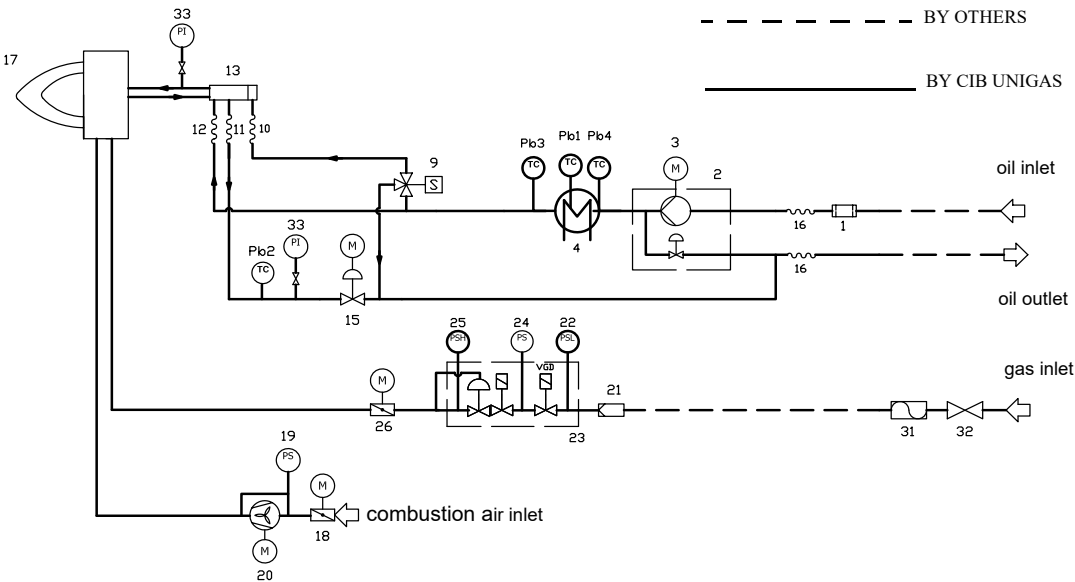 33
BY OTHERS
PI
17
13
BY CIB UNIGAS
12
11
10
Pb3
Pb1
Pb4
3
TC
TC
TC
M
9
2
S
oil inlet
16
1
4
33
Pb2
PI
M
TC
16
oil outlet
15
25
24
22
PSH
PS
PSL
VGD
gas inlet
M
21
26
23
31
32
19
PS
M
combustion air inlet
18
M
20